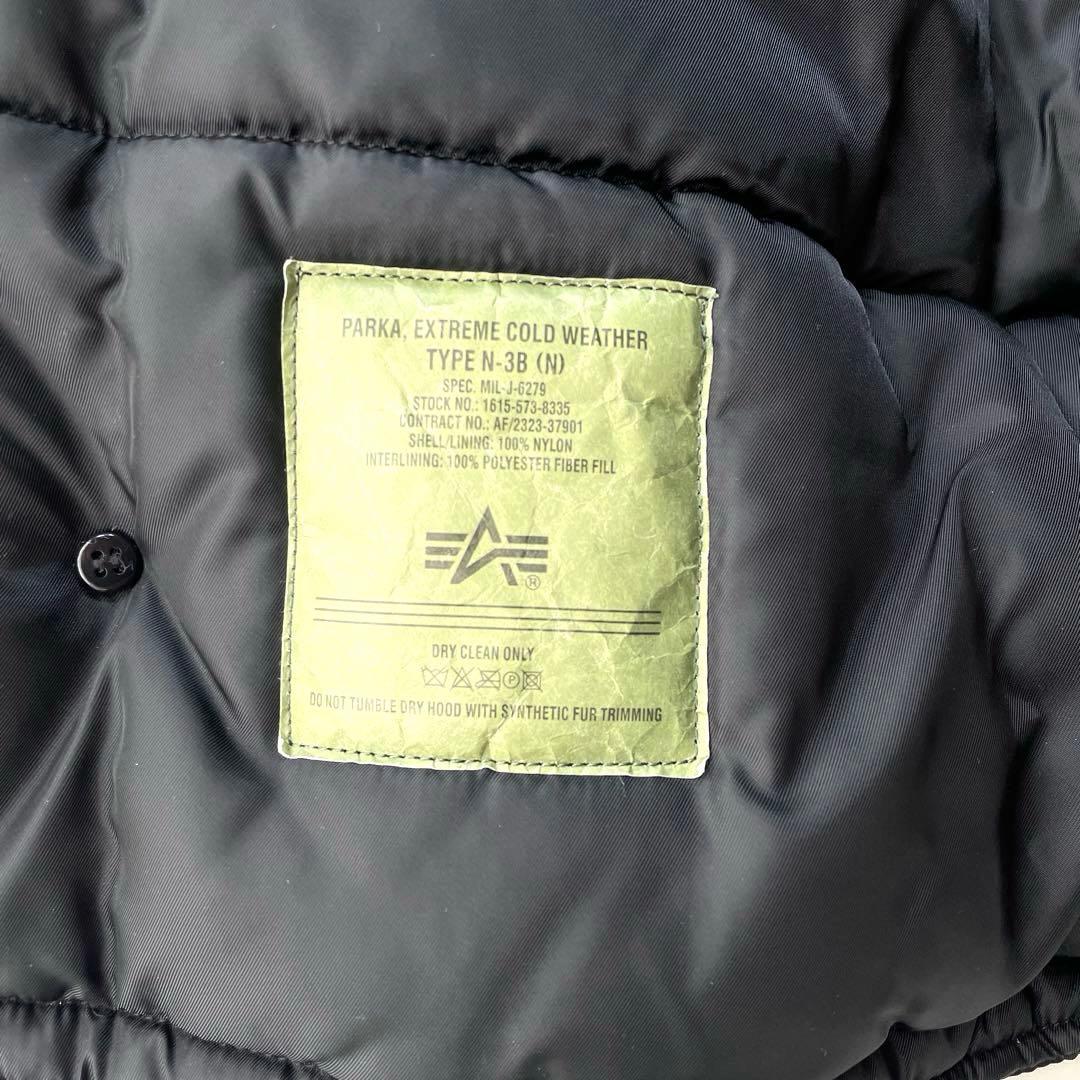 PARKA, EXTREME COLD WEATHER
TYPE N-3B (N)
SPEC. MIL-J-6279
STOCK NO.: 1615-573-8335
CONTRACT NO.: AF/2323-37901
SHELL/LINING: 100% NYLON
INTERLINING: 100% POLYESTER FIBER FILL
®
DRY CLEAN ONLY
P
DO NOT TUMBLE DRY HOOD WITH SYNTHETIC FUR TRIMMING